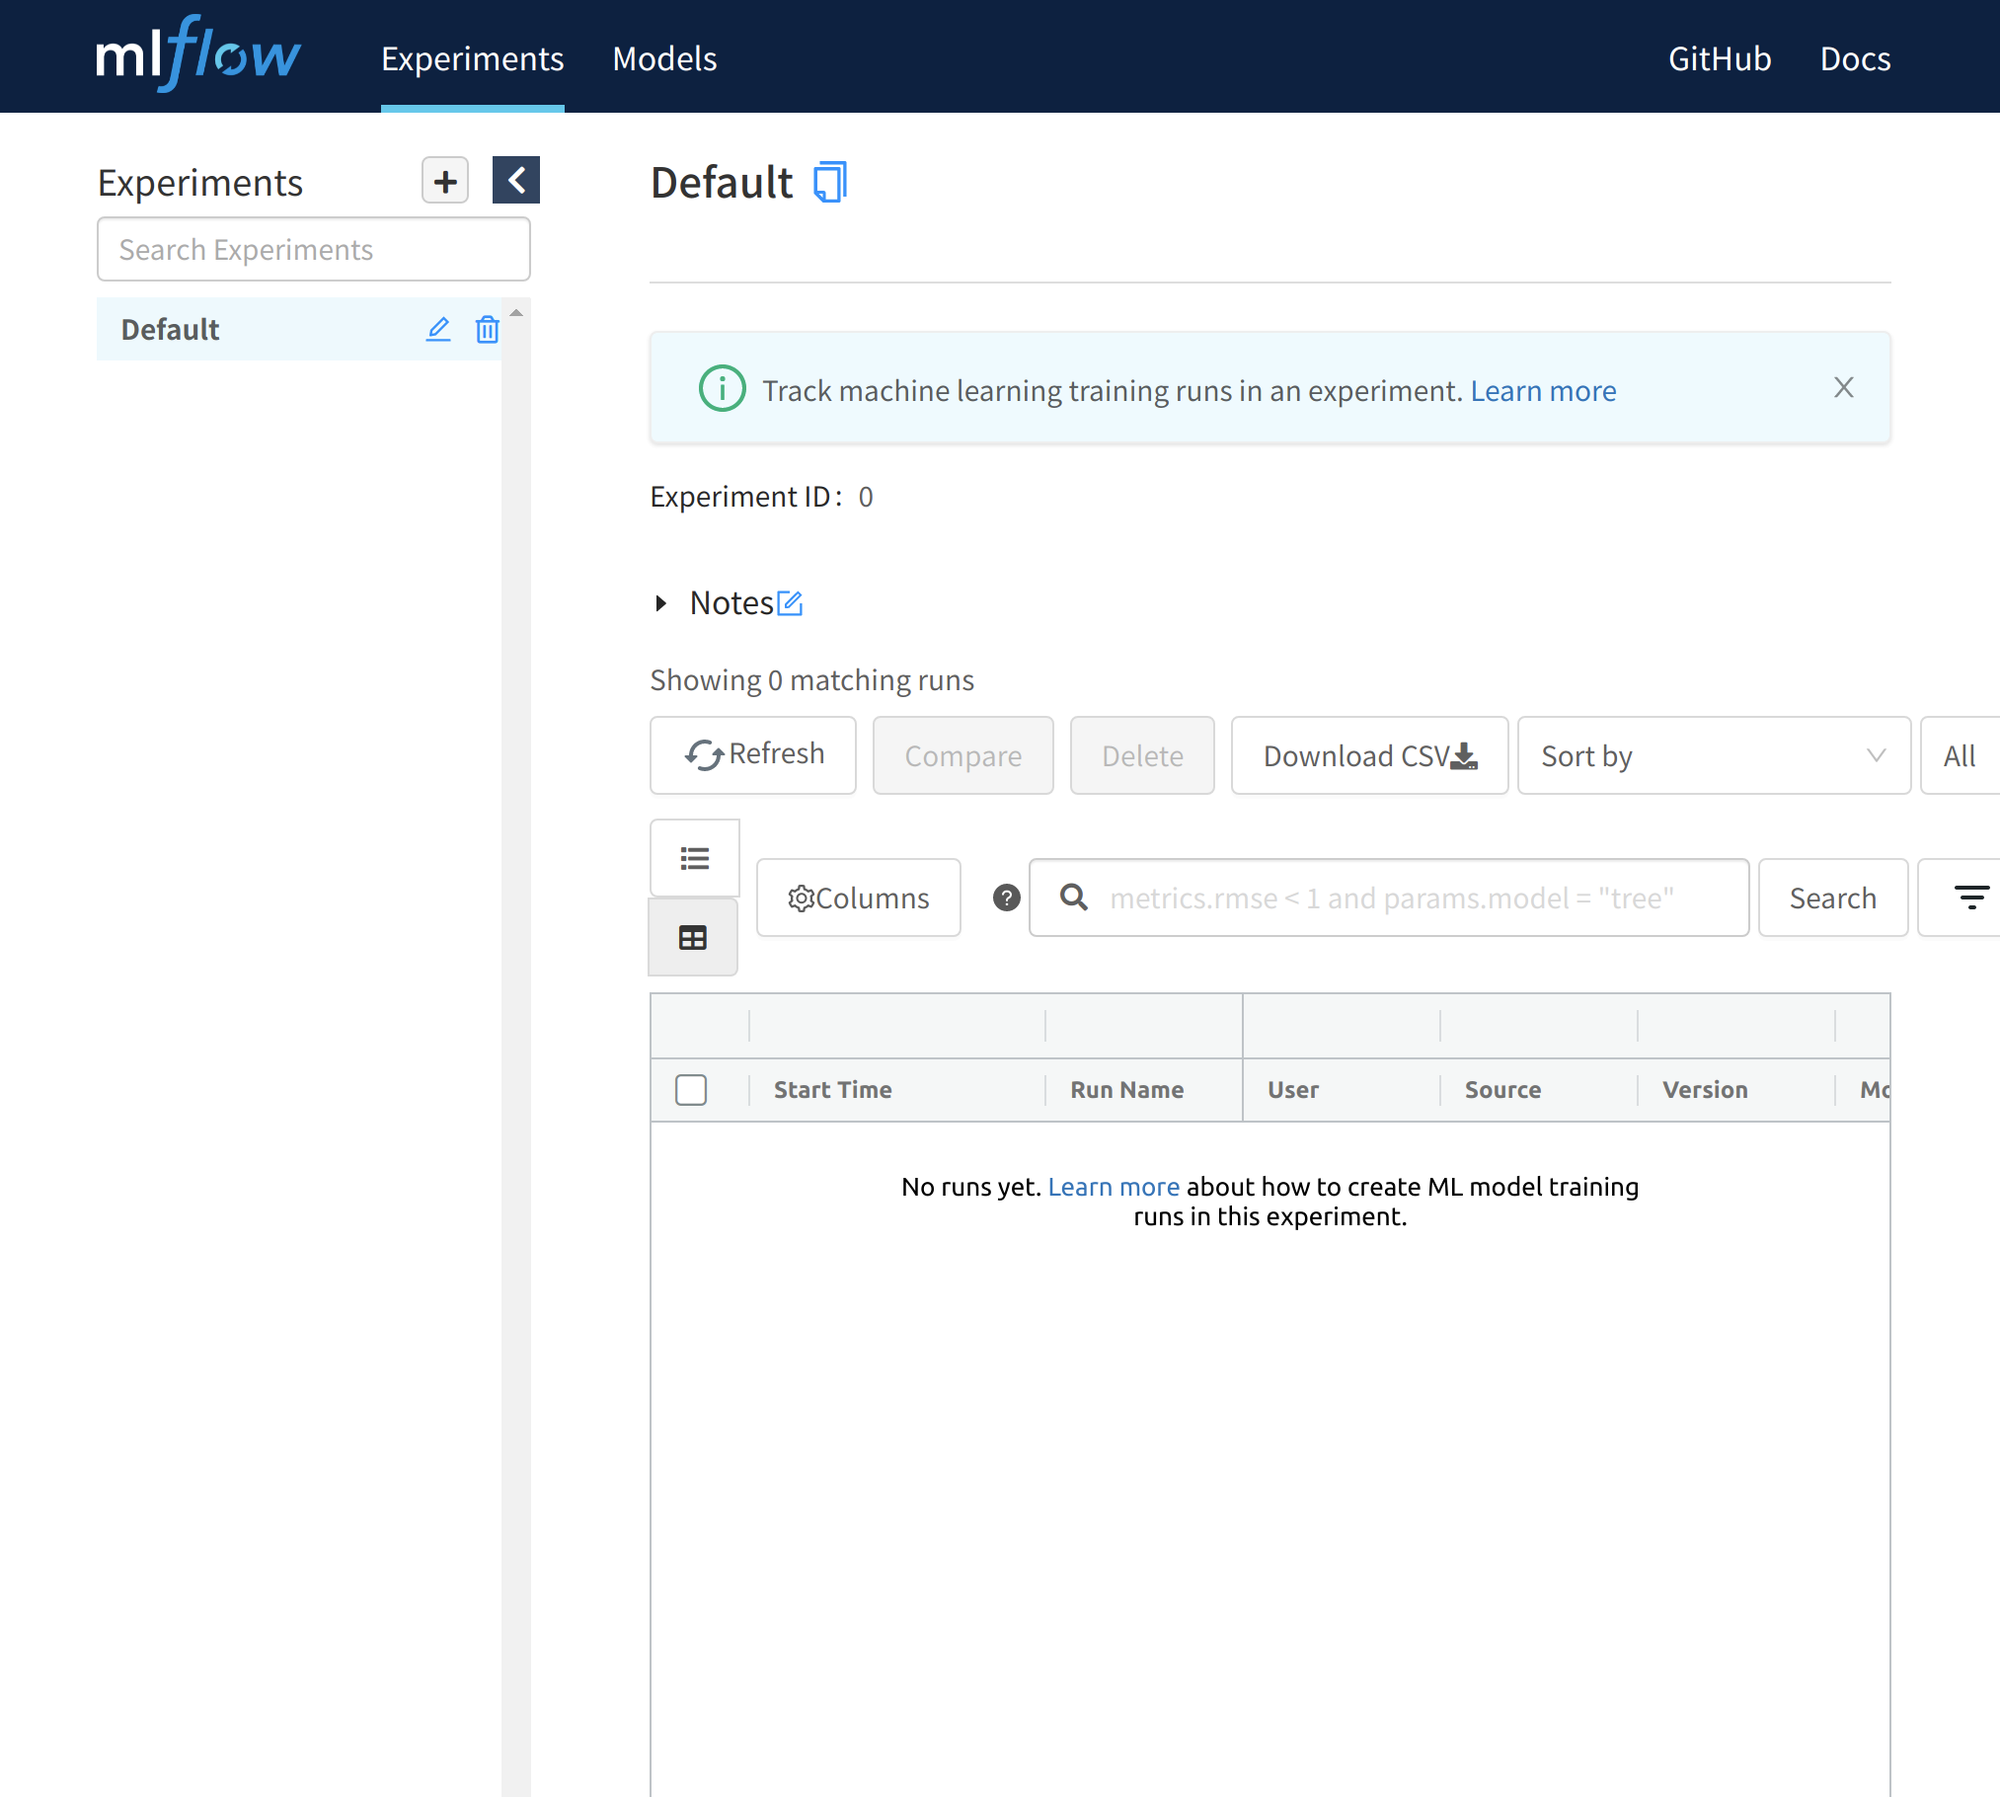 mlflow Experiments Models GitHub Docs
Experiments
Search Experiments
Default
Default
Track machine learning training runs in an experiment. Learn more
Experiment ID: 0
Notes
Showing 0 matching runs
Refresh Compare Delete Download CSV Sort by All
Columns ? metrics.rmse < 1 and params.model = "tree" Search
Start Time Run Name User Source Version Mo
No runs yet. Learn more about how to create ML model training
runs in this experiment.